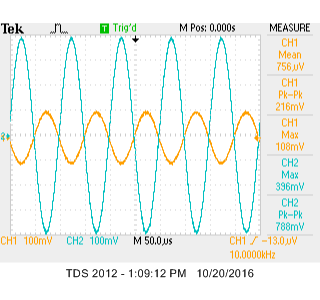 Tek Trig'd M Pos: 0.000s MEASURE
CH1
Mean
756µV
CH1
Pk-Pk
216mV
CH1
Max
108mV
CH2
Max
396mV
CH2
Pk-Pk
788mV
2
CH1 100mV CH2 100mV M 50.0µs CH1 / -13.0µV
10.0000kHz
TDS 2012 - 1:09:12 PM 10/20/2016